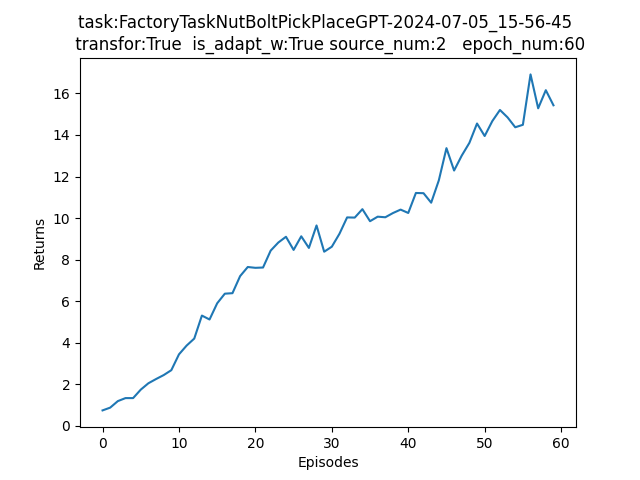 task:FactoryTaskNutBoltPickPlaceGPT-2024-07-05_15-56-45
transfor:True  is_adapt_w:True source_num:2   epoch_num:60
16
14
12
10
8
6
4
2
0
Returns
0 10 20 30 40 50 60
Episodes